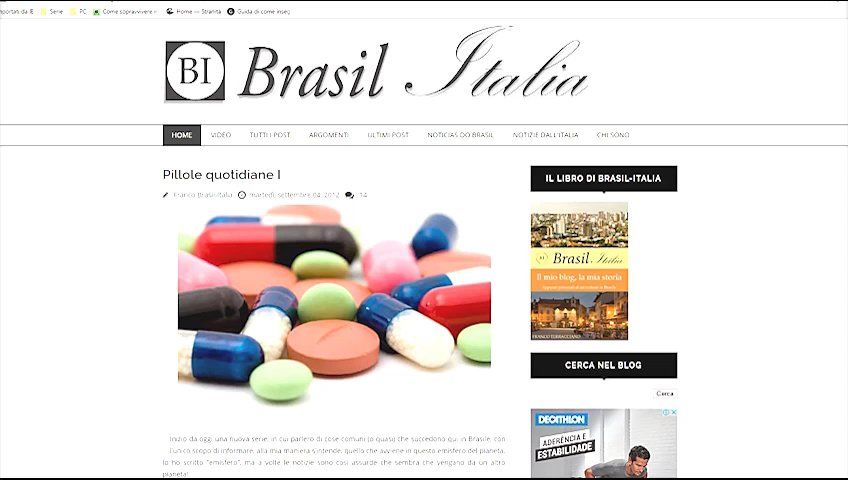 Importati da IE Serie PC Come sopravvivere Home — Stranità Guida di come inseg
BI Brasil Italia
HOME VIDEO TUTTI I POST ARGOMENTI ULTIMI POST NOTICIAS DO BRASIL NOTIZIE DALL'ITALIA CHI SONO
Pillole quotidiane I
Franco Brasil-Italia martedì, settembre 04, 2012 14
Inizio da oggi una nuova serie, in cui parlerò di cose comuni (o quasi) che succedono qui in Brasile, con
l'unico scopo di informare, alla mia maniera s'intende, quello che avviene in questo emisfero del pianeta.
Io ho scritto "emisfero", ma a volte le notizie sono così assurde che sembra che vengano da un altro
pianeta!
IL LIBRO DI BRASIL-ITALIA
BI Brasil Italia
Il mio blog, la mia storia
FRANCO TERRACCIANO
CERCA NEL BLOG
Cerca
DECATHLON
ADERÊNCIA E
ESTABILIDADE